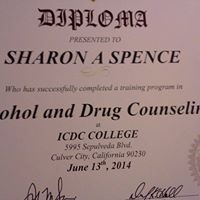 DIPLOMA
PRESENTED TO
SHARON A SPENCE
Who has successfully completed a training program in
ohol and Drug Counselin
at
ICDC COLLEGE
5995 Sepulveda Blvd.
Culver City, California 90230
June 13th, 2014